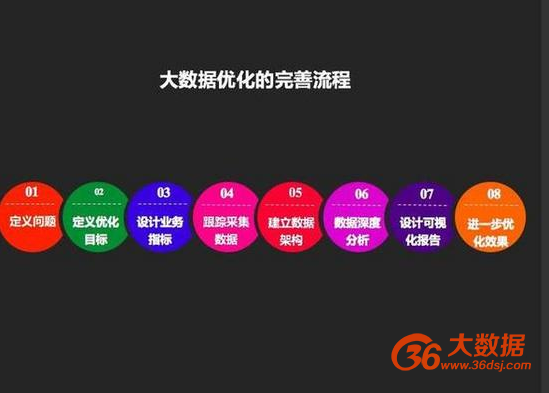 大数据优化的完善流程
01
定义问题
02
定义优化
目标
03
设计业务
指标
04
跟踪采集
数据
05
建立数据
架构
06
数据深度
分析
07
设计可视
化报告
08
进一步优
化效果
36大数据
www.36dsj.com